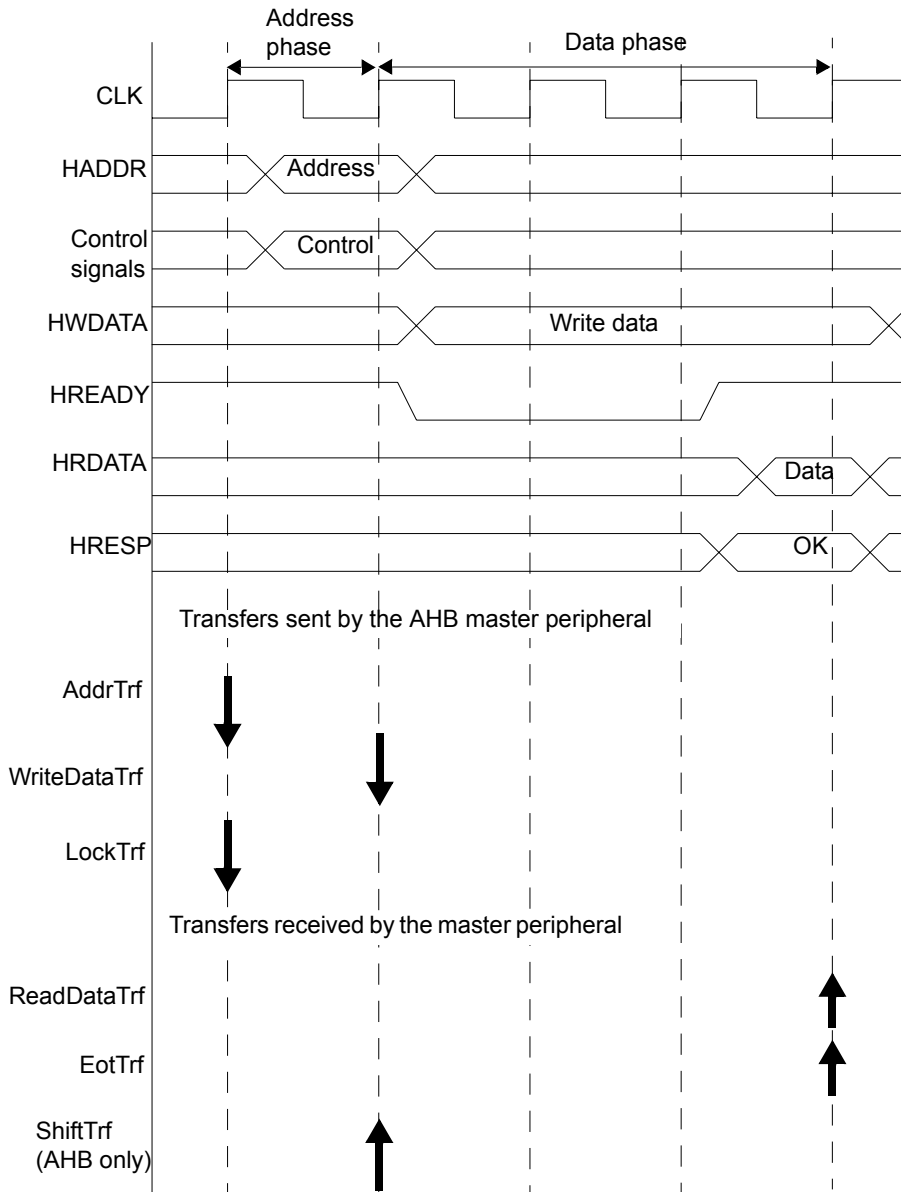 Address
phase
Data phase
CLK
HADDR
Address
Control
signals
Control
HWDATA
Write data
HREADY
HRDATA
Data
HRESP
OK
Transfers sent by the AHB master peripheral
AddrTrf
WriteDataTrf
LockTrf
Transfers received by the master peripheral
ReadDataTrf
EotTrf
ShiftTrf
(AHB only)